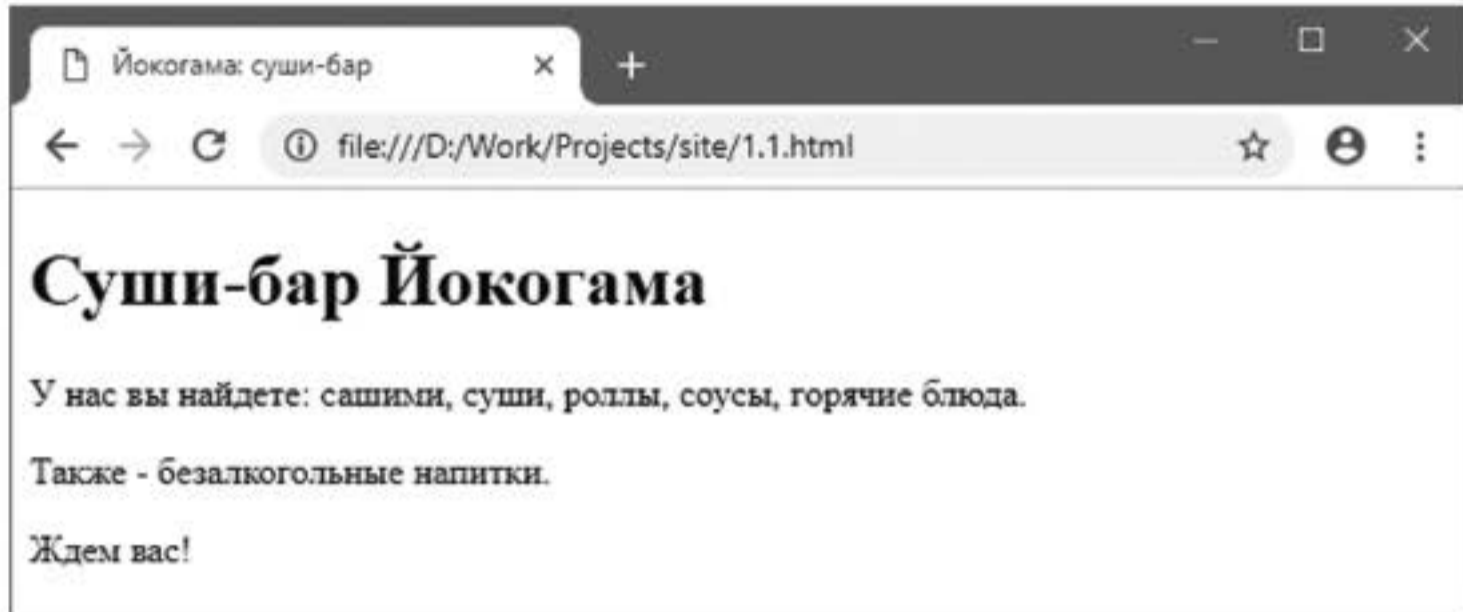 Йокогама: суши-бар
file:///D:/Work/Projects/site/1.1.html
Суши-бар Йокогама
У нас вы найдете: сашими, суши, роллы, соусы, горячие блюда.
Также - безалкогольные напитки.
Ждем вас!